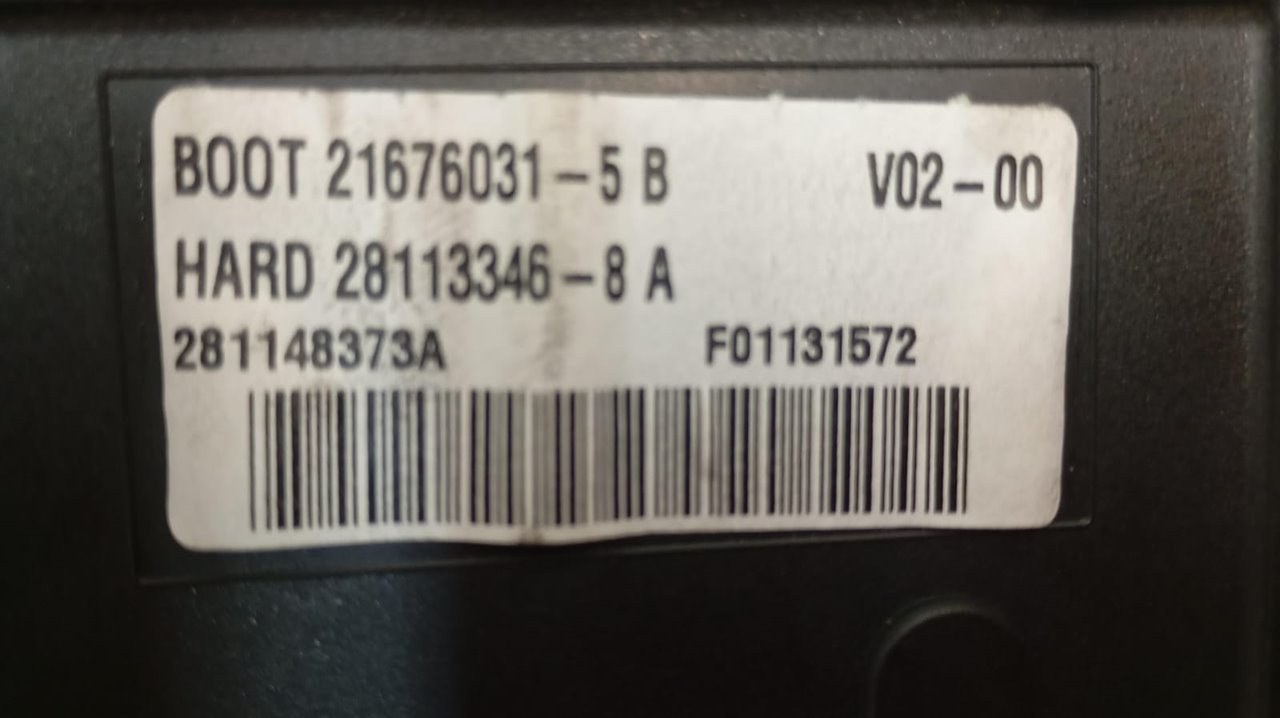 BOOT 21676031-5 B V02-00
HARD 28113346-8 A
281148373A F01131572